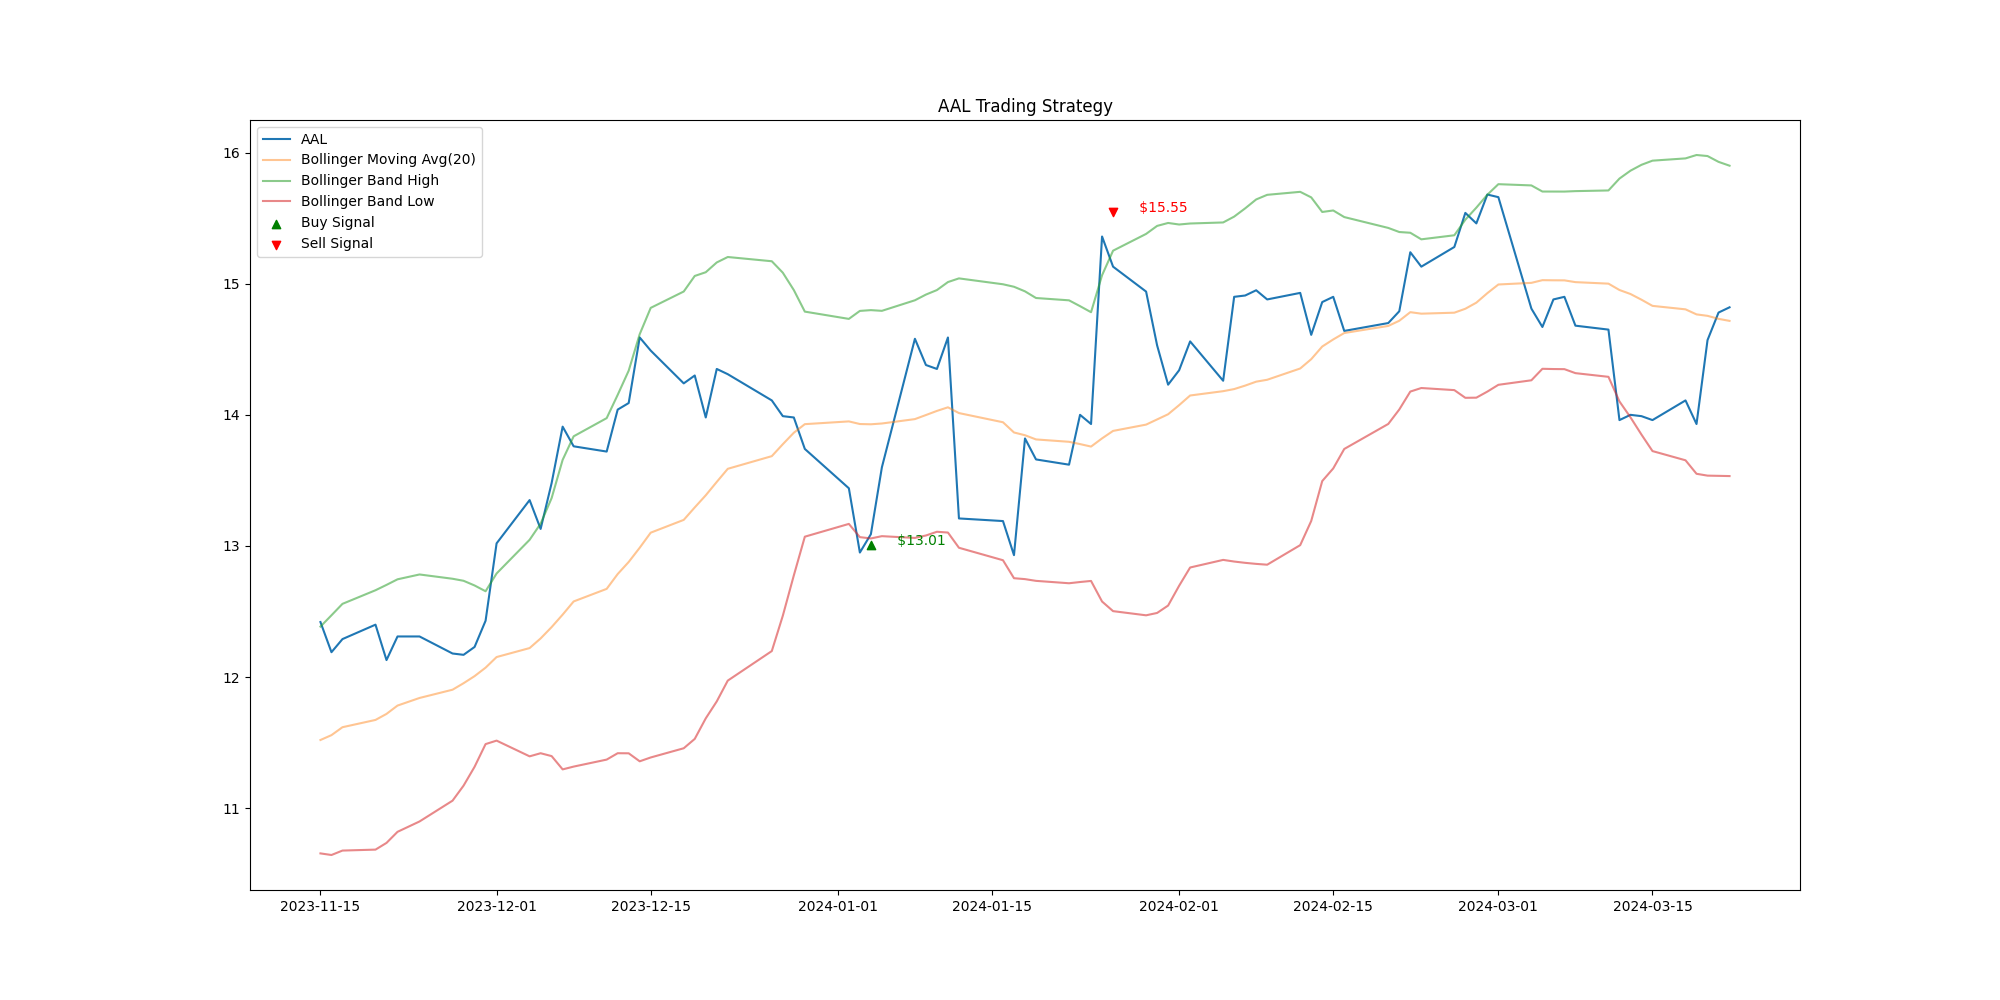 AAL Trading Strategy
AAL
Bollinger Moving Avg(20)
Bollinger Band High
Bollinger Band Low
Buy Signal
Sell Signal
16
15
14
13
12
11
$15.55
$13.01
2023-11-15
2023-12-01
2023-12-15
2024-01-01
2024-01-15
2024-02-01
2024-02-15
2024-03-01
2024-03-15